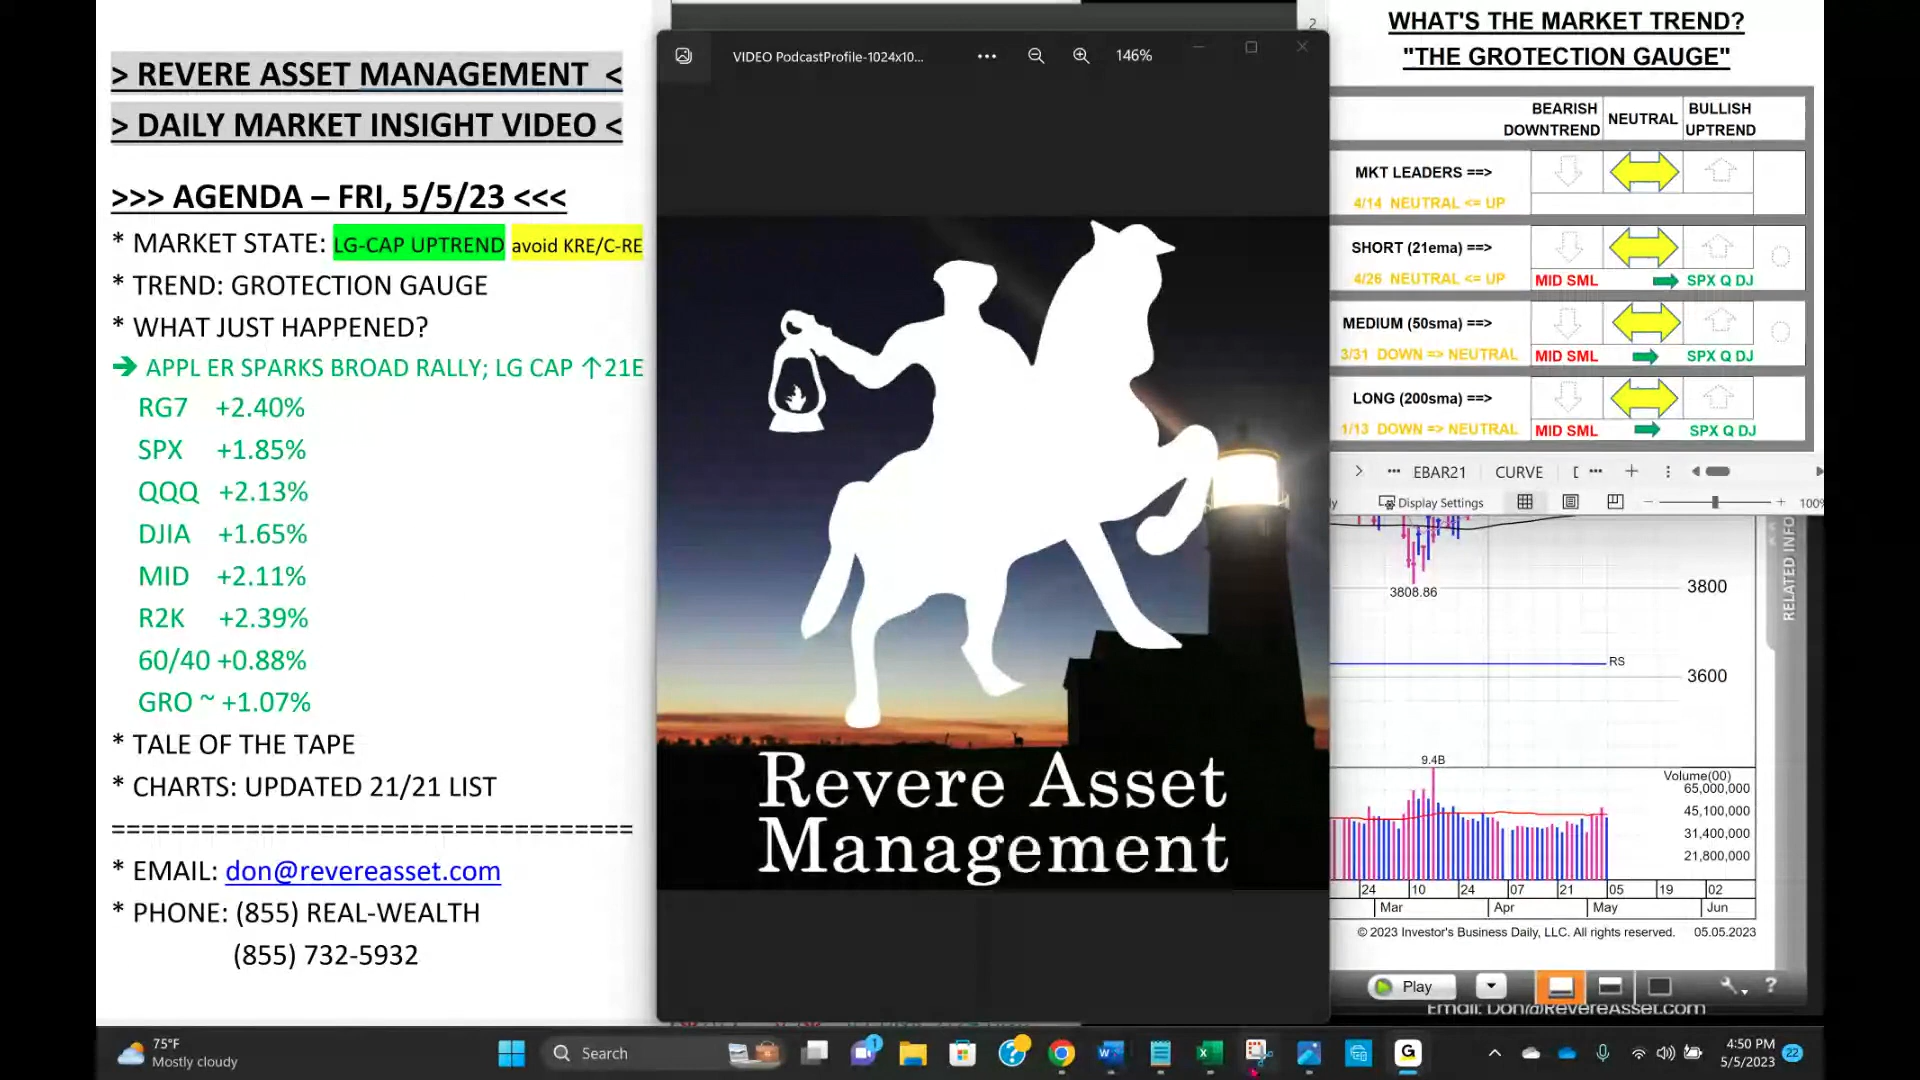 > REVERE ASSET MANAGEMENT <
> DAILY MARKET INSIGHT VIDEO <
>>> AGENDA – FRI, 5/5/23 <<<
* MARKET STATE: LG-CAP UPTREND avoid KRE/C-RE
* TREND: GROTECTION GAUGE
* WHAT JUST HAPPENED?
➔ APPL ER SPARKS BROAD RALLY; LG CAP ↑21E
RG7 +2.40%
SPX +1.85%
QQQ +2.13%
DJIA +1.65%
MID +2.11%
R2K +2.39%
60/40 +0.88%
GRO ~ +1.07%
* TALE OF THE TAPE
* CHARTS: UPDATED 21/21 LIST
===================================
* EMAIL: don@revereasset.com
* PHONE: (855) REAL-WEALTH
(855) 732-5932
VIDEO PodcastProfile-1024x10... ••• 146%
Revere Asset
Management
2
WHAT'S THE MARKET TREND?
"THE GROTECTION GAUGE"
BEARISH DOWNTREND NEUTRAL BULLISH UPTREND
MKT LEADERS ==>
4/14 NEUTRAL <= UP
SHORT (21ema) ==>
4/26 NEUTRAL <= UP MID SML SPX Q DJ
MEDIUM (50sma) ==>
3/31 DOWN => NEUTRAL MID SML SPX Q DJ
LONG (200sma) ==>
1/13 DOWN => NEUTRAL MID SML SPX Q DJ
EBAR21 CURVE
Display Settings 100%
RELATED INFO
3808.86
3800
RS
3600
9.4B
Volume(00)
65,000,000
45,100,000
31,400,000
21,800,000
24 10 24 07 21 05 19 02
Mar Apr May Jun
© 2023 Investor's Business Daily, LLC. All rights reserved. 05.05.2023
Play
Email: Don@RevereAsset.com
75°F
Mostly cloudy
Search
1
4:50 PM
5/5/2023
22